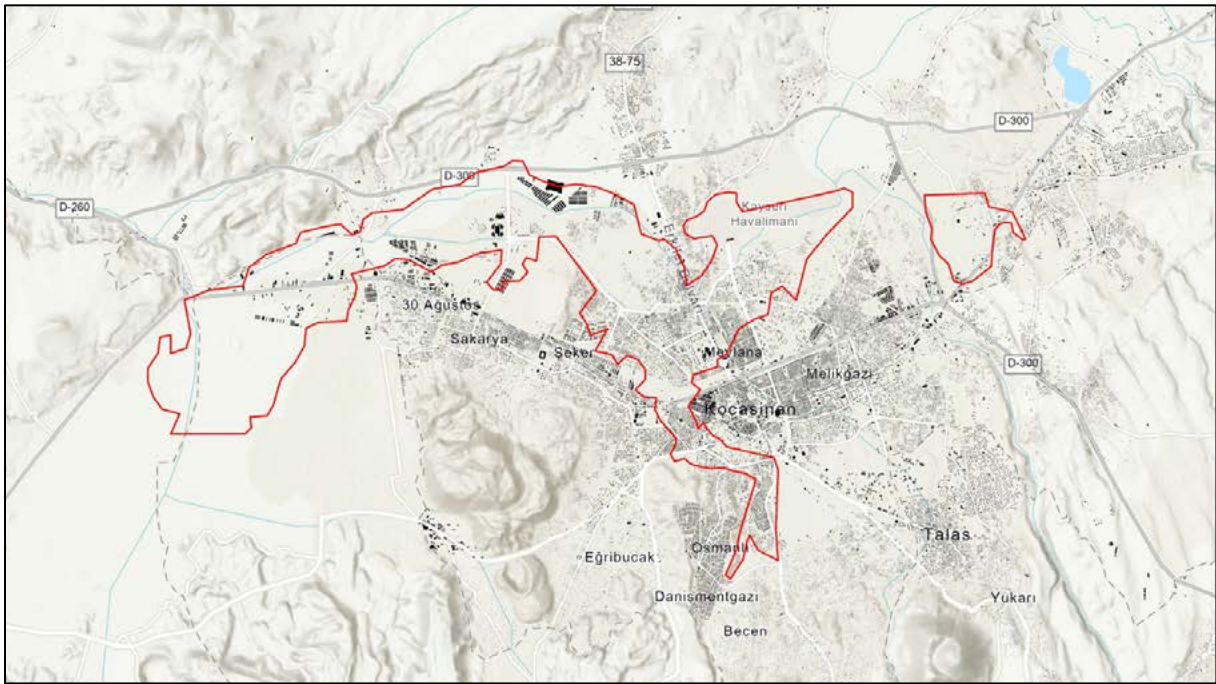 38-75
D-300
D-300
D-260
Kayseri
Havalimanı
30 Ağustos
Sakarya
Şeker
Mevlana
Melikgazi
D-300
Kocasinan
Talas
Osmanlı
Eğribucak
Danişmentgazi
Yukarı
Becen